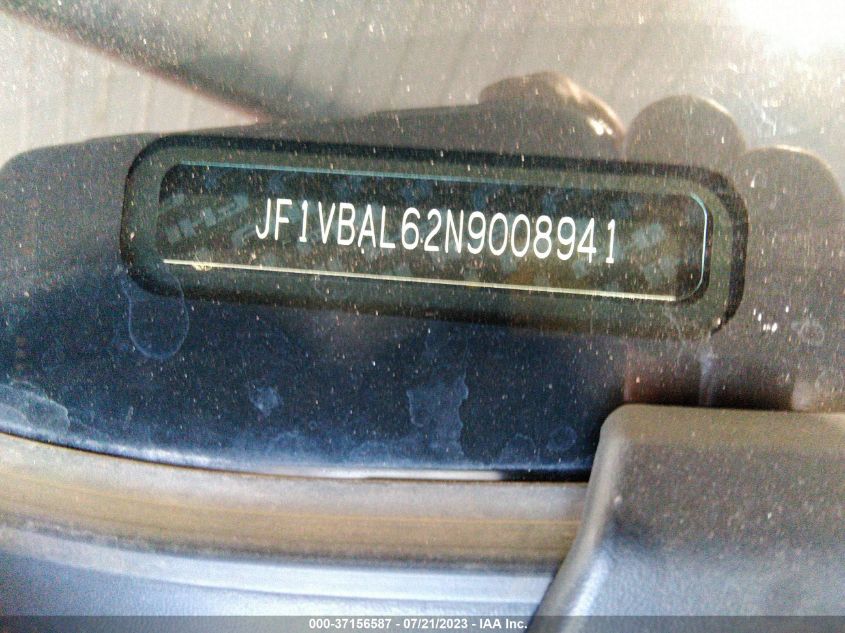 JF1VBAL62N9008941
000-37156587 - 07/21/2023 - IAA Inc.